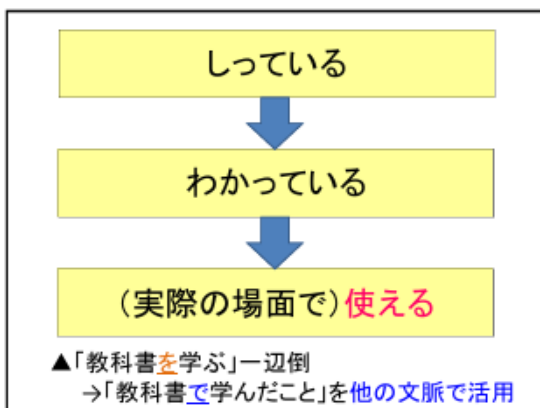 しっている
わかっている
(実際の場面で)使える
▲「教科書を学ぶ」一辺倒
→「教科書で学んだこと」を他の文脈で活用